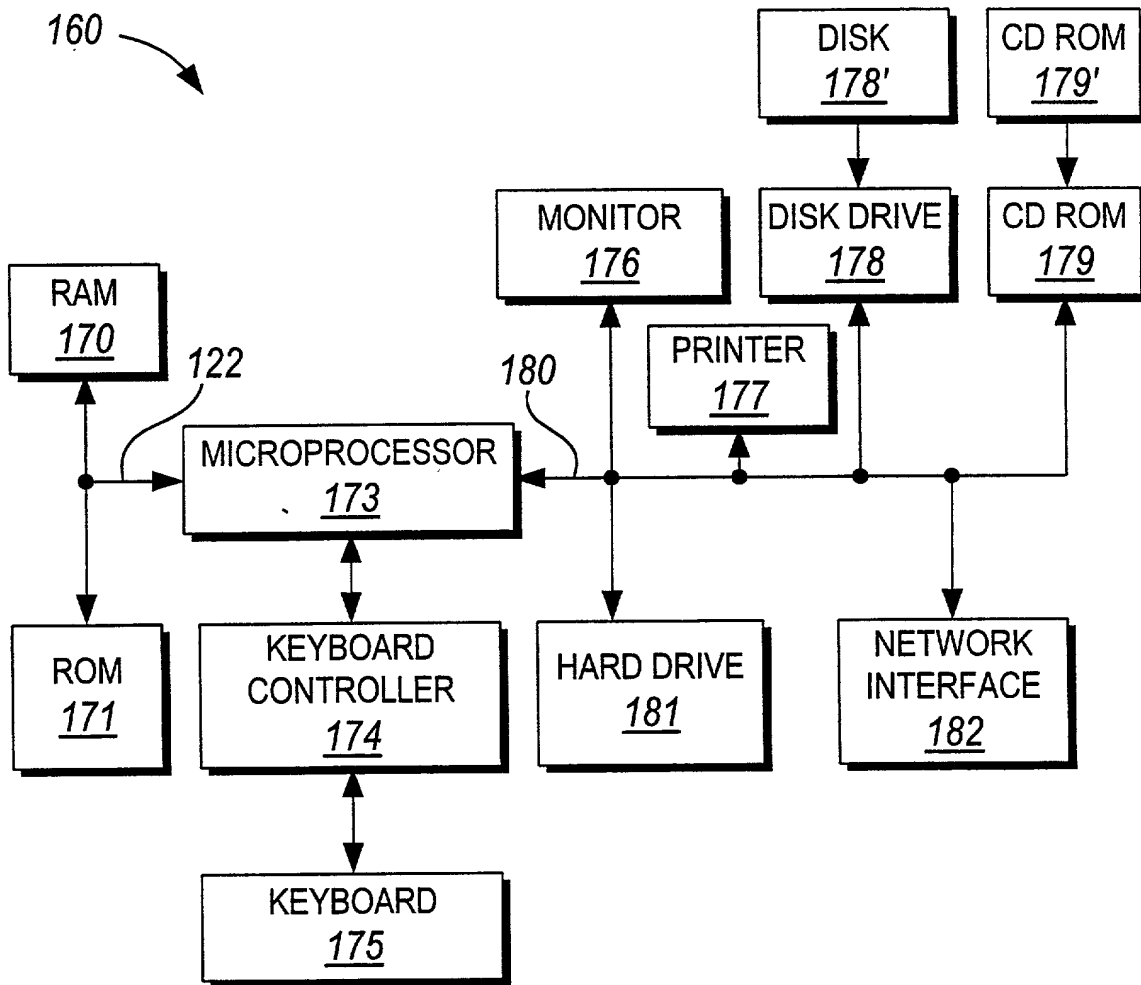 160
DISK
178'
CD ROM
179'
MONITOR
176
DISK DRIVE
178
CD ROM
179
RAM
170
122
180
PRINTER
177
MICROPROCESSOR
173
ROM
171
KEYBOARD
CONTROLLER
174
HARD DRIVE
181
NETWORK
INTERFACE
182
KEYBOARD
175